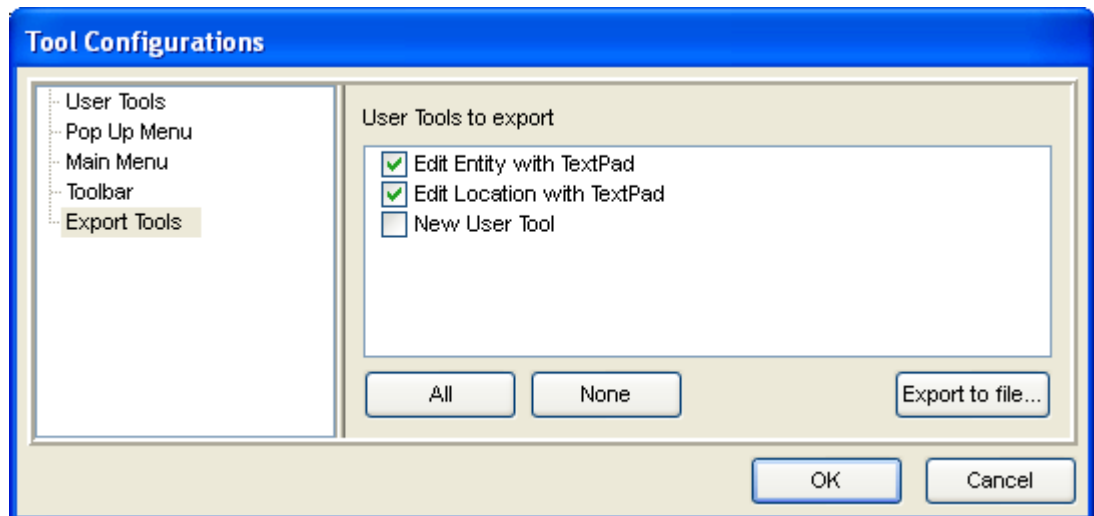 Tool Configurations
User Tools
Pop Up Menu
Main Menu
Toolbar
Export Tools
User Tools to export
Edit Entity with TextPad
Edit Location with TextPad
New User Tool
All
None
Export to file...
OK
Cancel